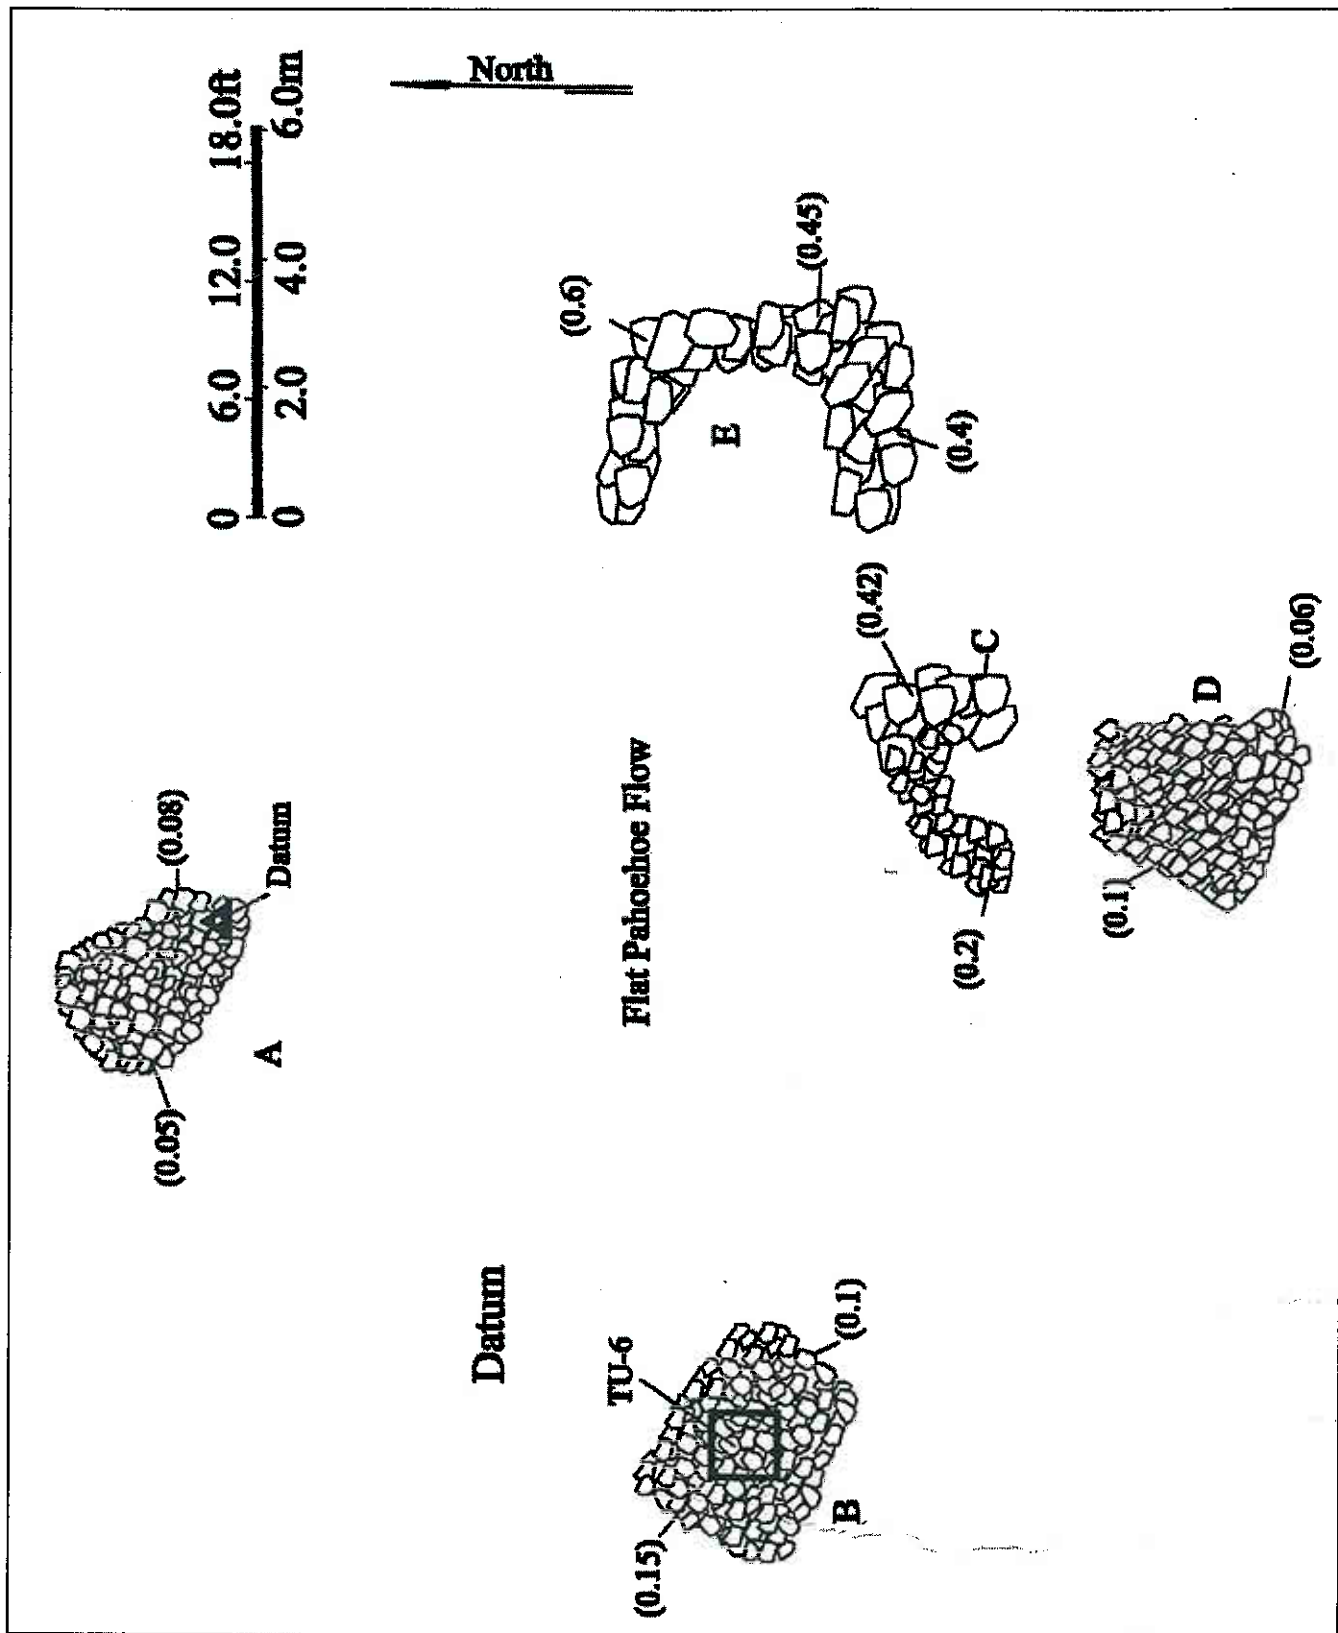 0 6.0 12.0 18.0ft
0 2.0 4.0 6.0m
North
(0.05)
(0.08)
A
Datum
Datum
TU-6
(0.15)
(0.1)
B
Flat Pahoehoe Flow
(0.6)
(0.45)
E
(0.4)
(0.42)
C
(0.2)
(0.1)
D
(0.06)